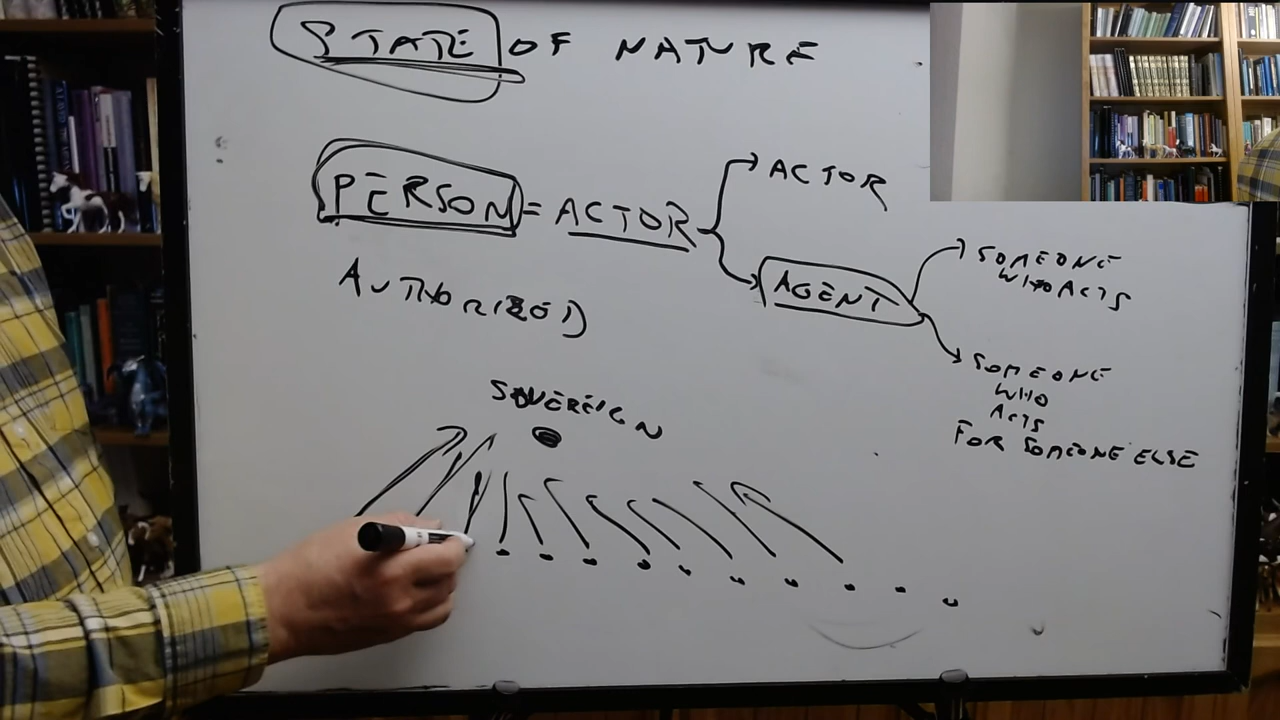 STATE OF NATURE
PERSON = ACTOR
ACTOR
AGENT
SOMEONE
WHO ACTS
SOMEONE
WHO
ACTS
FOR SOMEONE ELSE
AUTHORIZED
SOVEREIGN